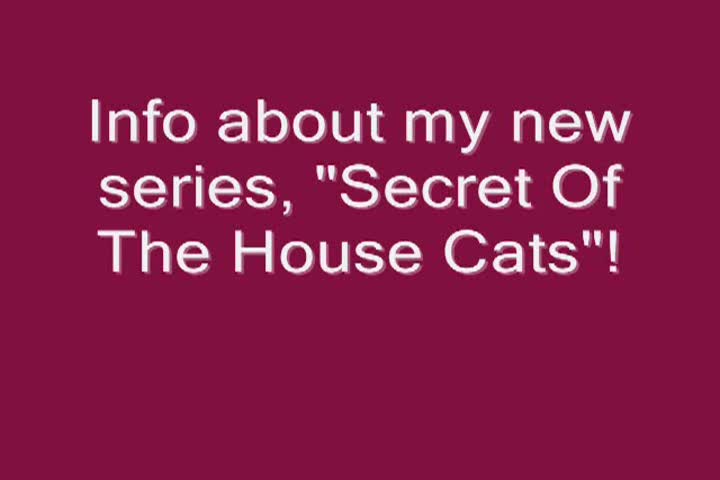 Info about my new
series, "Secret Of
The House Cats"!